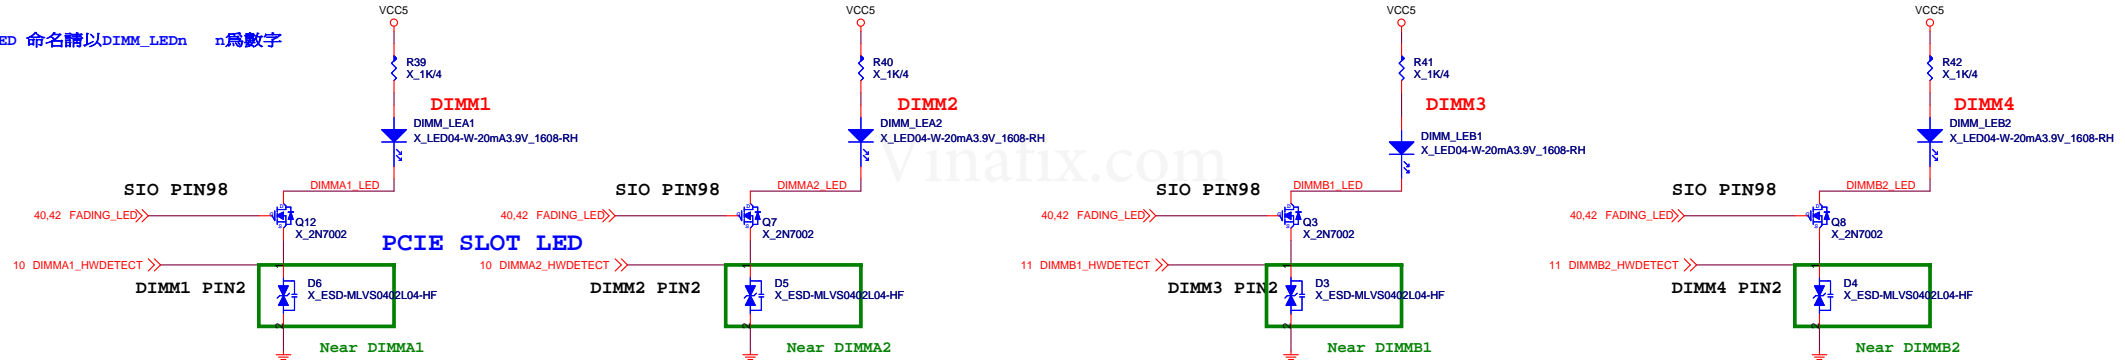 VCC5
VCC5
VCC5
VCC5
ED 命名請以DIMM_LEDn n為數字
R39
X_1K/4
R40
X_1K/4
R41
X_1K/4
R42
X_1K/4
DIMM1
DIMM2
DIMM3
DIMM4
DIMM_LEA1
X_LED04-W-20mA3.9V_1608-RH
DIMM_LEA2
X_LED04-W-20mA3.9V_1608-RH
DIMM_LEB1
X_LED04-W-20mA3.9V_1608-RH
DIMM_LEB2
X_LED04-W-20mA3.9V_1608-RH
Vinafix.com
SIO PIN98
DIMMA1_LED
SIO PIN98
DIMMA2_LED
SIO PIN98
DIMMB1_LED
SIO PIN98
DIMMB2_LED
40,42 FADING_LED
Q12
X_2N7002
40,42 FADING_LED
Q7
X_2N7002
40,42 FADING_LED
Q3
X_2N7002
40,42 FADING_LED
Q8
X_2N7002
PCIE SLOT LED
10 DIMMA1_HWDETECT
10 DIMMA2_HWDETECT
11 DIMMB1_HWDETECT
11 DIMMB2_HWDETECT
DIMM1 PIN2
D6
X_ESD-MLVS0402L04-HF
DIMM2 PIN2
D5
X_ESD-MLVS0402L04-HF
DIMM3 PIN2
D3
X_ESD-MLVS0402L04-HF
DIMM4 PIN2
D4
X_ESD-MLVS0402L04-HF
Near DIMMA1
Near DIMMA2
Near DIMMB1
Near DIMMB2